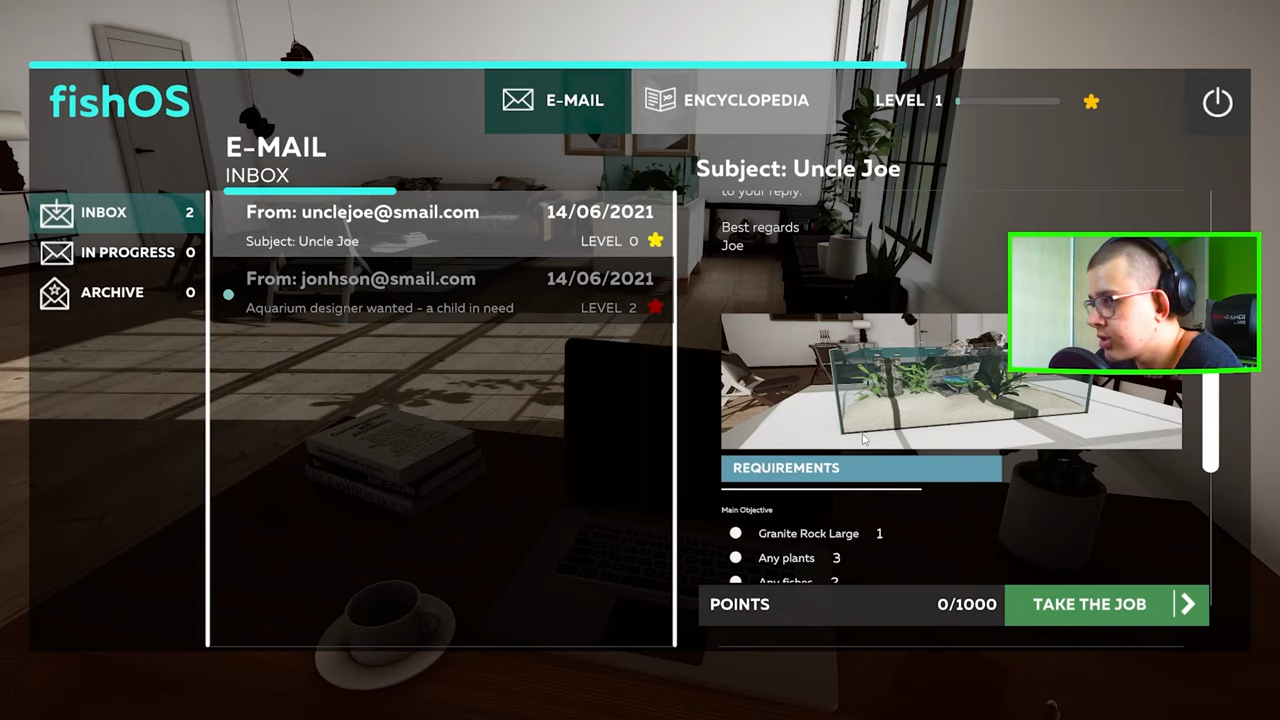 fishOS
E-MAIL
ENCYCLOPEDIA
LEVEL 1
E-MAIL
INBOX
Subject: Uncle Joe
to your reply.
INBOX 2
IN PROGRESS 0
ARCHIVE 0
From: unclejoe@smail.com 14/06/2021
Subject: Uncle Joe LEVEL 0
From: jonhson@smail.com 14/06/2021
Aquarium designer wanted - a child in need LEVEL 2
Best regards
Joe
REQUIREMENTS
Main Objective
Granite Rock Large 1
Any plants 3
Any fishes 2
POINTS 0/1000
TAKE THE JOB